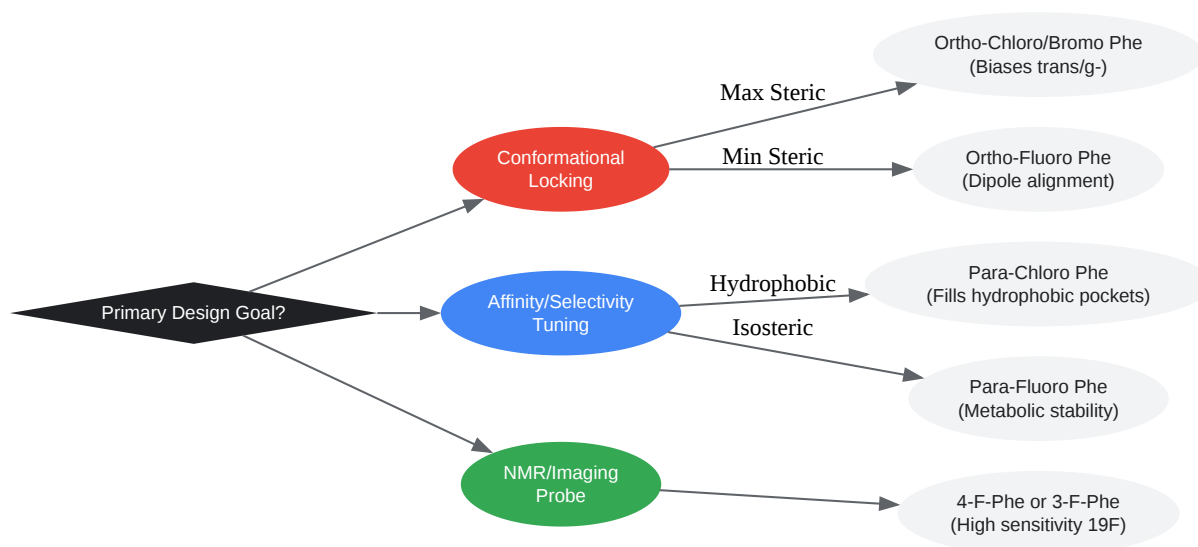 Primary Design Goal?
Conformational
Locking
Max Steric
Ortho-Chloro/Bromo Phe
(Biases trans/g-)
Min Steric
Ortho-Fluoro Phe
(Dipole alignment)
Affinity/Selectivity
Tuning
Hydrophobic
Para-Chloro Phe
(Fills hydrophobic pockets)
Isosteric
Para-Fluoro Phe
(Metabolic stability)
NMR/Imaging
Probe
4-F-Phe or 3-F-Phe
(High sensitivity 19F)